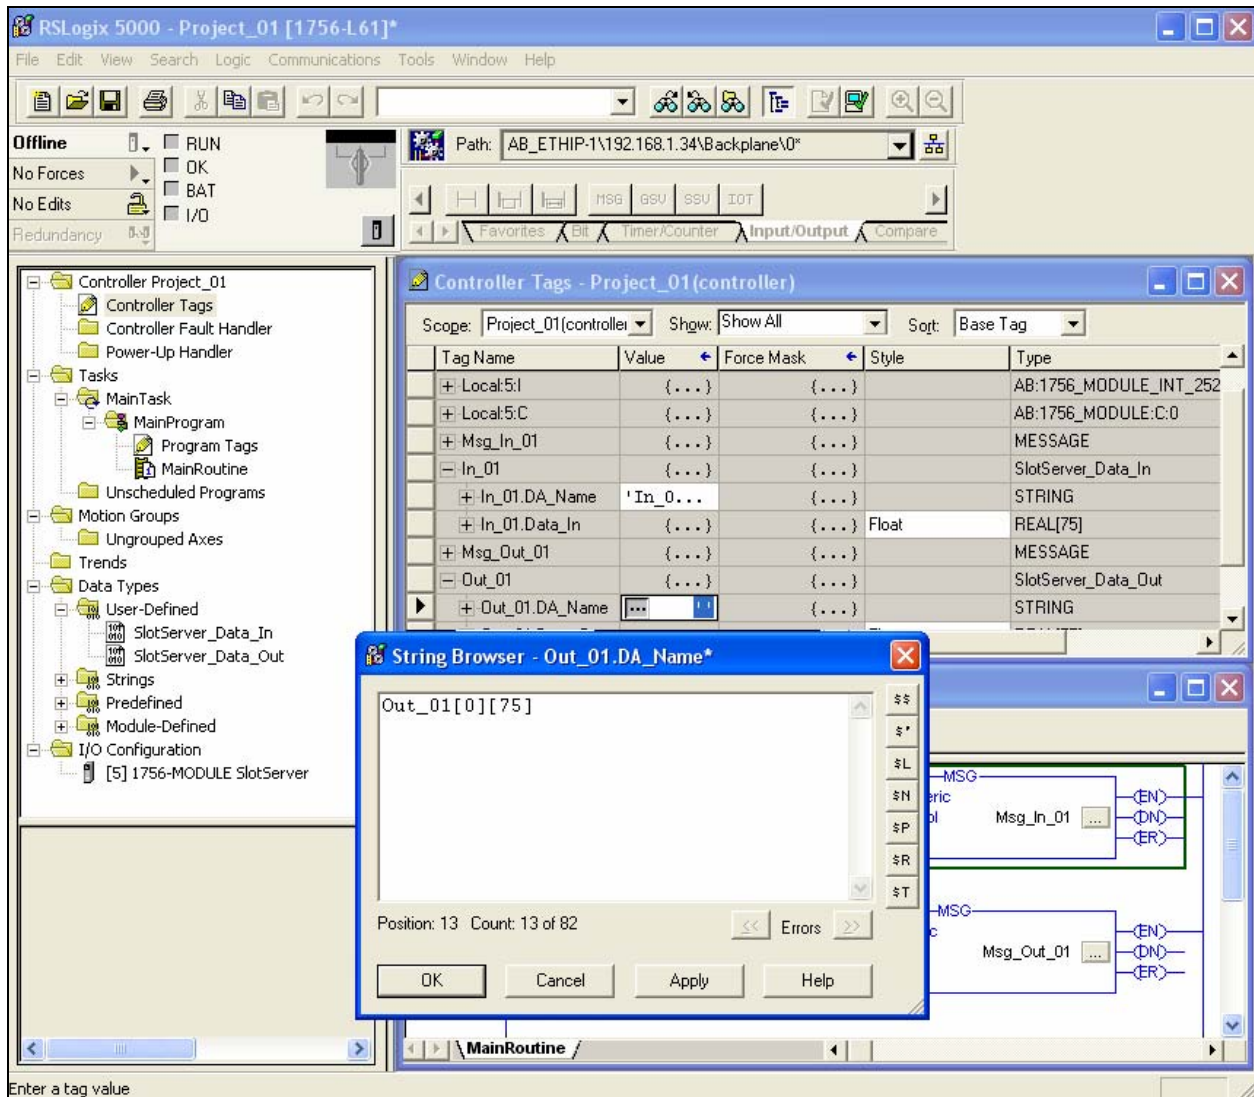 RSLogix 5000 - Project_01 [1756-L61]*
File Edit View Search Logic Communications Tools Window Help
Offline
RUN
No Forces
OK
No Edits
BAT
Redundancy
I/O
Path: AB_ETHIP-1\192.168.1.34\Backplane\0*
MSG GSV SSV IOT
Favorites Bit Timer/Counter Input/Output Compare
Controller Project_01
Controller Tags
Controller Fault Handler
Power-Up Handler
Tasks
MainTask
MainProgram
Program Tags
MainRoutine
Unscheduled Programs
Motion Groups
Ungrouped Axes
Trends
Data Types
User-Defined
SlotServer_Data_In
SlotServer_Data_Out
Strings
Predefined
Module-Defined
I/O Configuration
[5] 1756-MODULE SlotServer
Controller Tags - Project_01(controller)
Scope: Project_01(controller Show: Show All Sort: Base Tag
Tag Name Value Force Mask Style Type
Local:5:I {...} {...} AB:1756_MODULE_INT_252
Local:5:C {...} {...} AB:1756_MODULE:C:0
Msg_In_01 {...} {...} MESSAGE
In_01 {...} {...} SlotServer_Data_In
In_01.DA_Name 'In_0... {...} STRING
In_01.Data_In {...} {...} Float REAL[75]
Msg_Out_01 {...} {...} MESSAGE
Out_01 {...} {...} SlotServer_Data_Out
Out_01.DA_Name ... '' {...} STRING
String Browser - Out_01.DA_Name*
Out_01[0][75]
$$
$'
$L
$N
$P
$R
$T
Position: 13 Count: 13 of 82
<< Errors >>
OK Cancel Apply Help
MSG
Msg_In_01 ...
EN
DN
ER
MSG
Msg_Out_01 ...
EN
DN
ER
MainRoutine
Enter a tag value